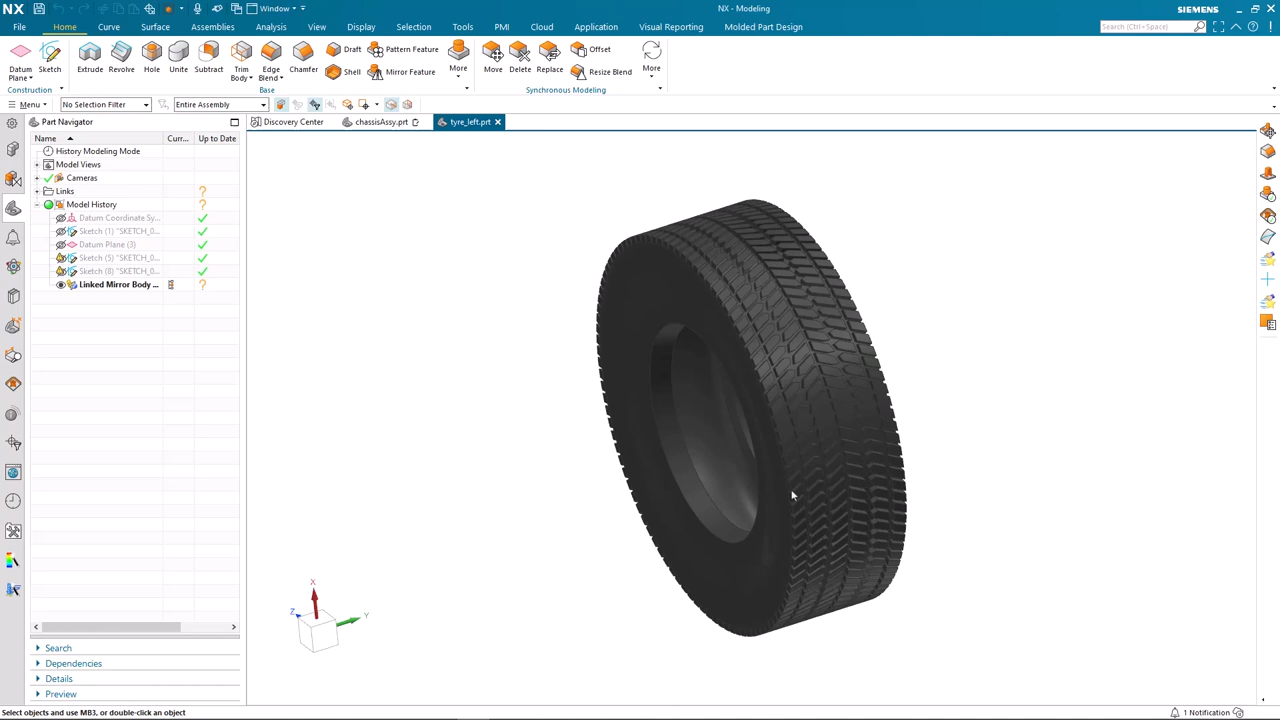 NX
Window
NX - Modeling
SIEMENS
File Home Curve Surface Assemblies Analysis View Display Selection Tools PMI Cloud Application Visual Reporting Molded Part Design
Search (Ctrl+Space)
Datum Plane
Sketch
Extrude
Revolve
Hole
Unite
Subtract
Trim Body
Edge Blend
Chamfer
Draft
Shell
Pattern Feature
Mirror Feature
More
Move
Delete
Replace
Offset
Resize Blend
More
Construction
Base
Synchronous Modeling
Menu
No Selection Filter
Entire Assembly
Part Navigator
Discovery Center
chassisAssy.prt
tyre_left.prt
Name Curr... Up to Date
History Modeling Mode
Model Views
Cameras
Links
Model History
Datum Coordinate Sy...
Sketch (1) "SKETCH_0...
Datum Plane (3)
Sketch (5) "SKETCH_0...
Sketch (8) "SKETCH_0...
Linked Mirror Body ...
X
Z
Y
Search
Dependencies
Details
Preview
Select objects and use MB3, or double-click an object
1 Notification